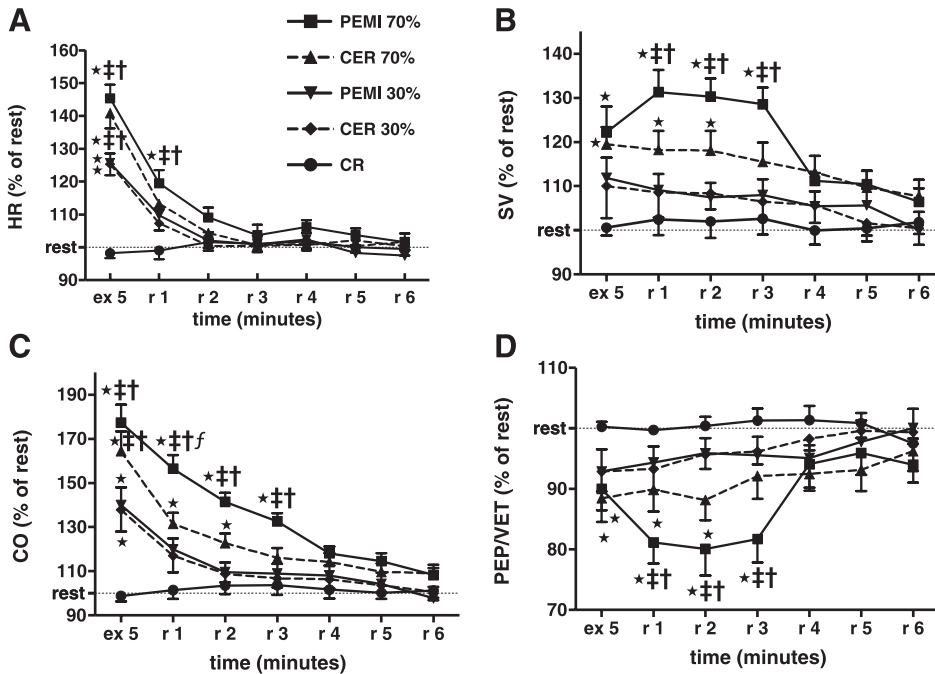 A
PEMI 70%
CER 70%
PEMI 30%
CER 30%
CR
HR (% of rest)
160
150
140
130
120
110
rest
90
★‡†
★‡†
★
★
★‡†
ex 5 r 1 r 2 r 3 r 4 r 5 r 6
time (minutes)
B
SV (% of rest)
140
130
120
110
rest
90
★‡†
★‡†
★‡†
★
★
★
★
ex 5 r 1 r 2 r 3 r 4 r 5 r 6
time (minutes)
C
CO (% of rest)
190
170
150
130
110
rest
90
★‡†
★‡†
★‡†ƒ
★‡†
★‡†
★
★
★
★
ex 5 r 1 r 2 r 3 r 4 r 5 r 6
time (minutes)
D
PEP/VET (% of rest)
110
rest
90
80
70
★
★
★
★
★‡†
★‡†
★‡†
ex 5 r 1 r 2 r 3 r 4 r 5 r 6
time (minutes)